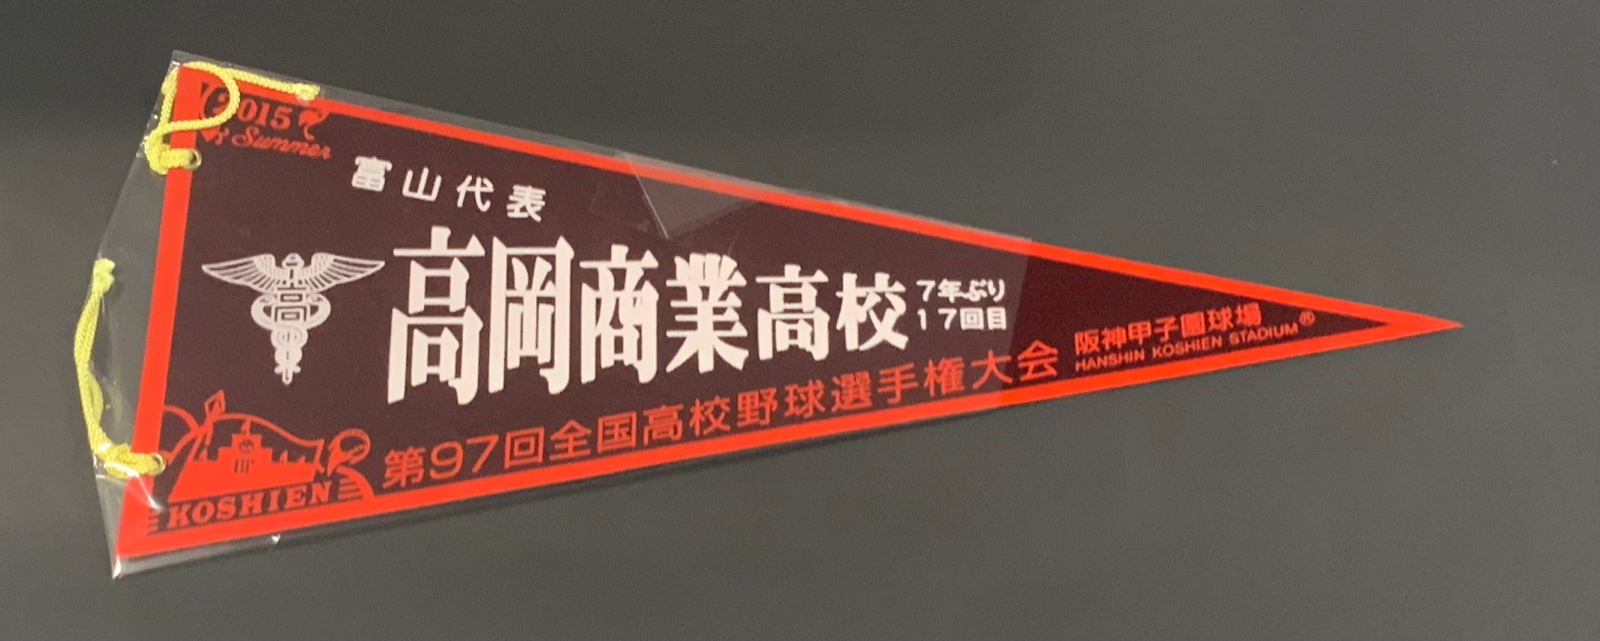 2015
Summer
富山代表
高岡商業高校
7年ぶり
17回目
第97回全国高校野球選手権大会
阪神甲子園球場
HANSHIN KOSHIEN STADIUM®
KOSHIEN